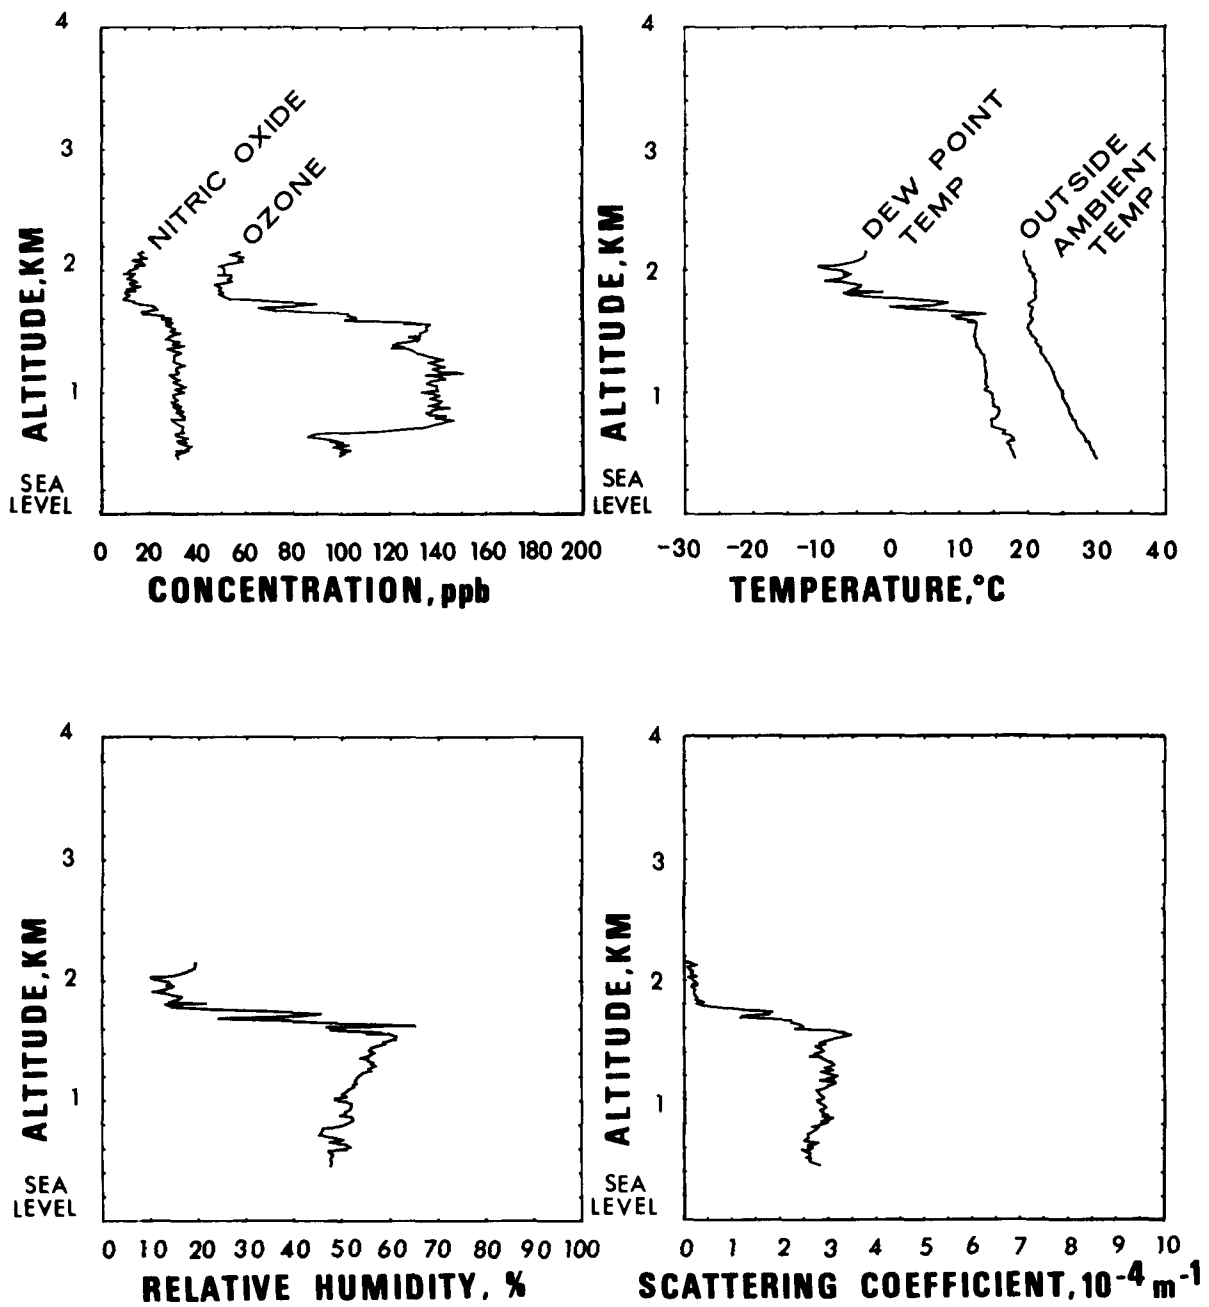 4
3
2
1
SEA
LEVEL
ALTITUDE,KM
NITRIC OXIDE
OZONE
0 20 40 60 80 100 120 140 160 180 200
CONCENTRATION, ppb
4
3
2
1
SEA
LEVEL
ALTITUDE,KM
DEW POINT
TEMP
OUTSIDE
AMBIENT
TEMP
-30 -20 -10 0 10 20 30 40
TEMPERATURE,°C
4
3
2
1
SEA
LEVEL
ALTITUDE,KM
0 10 20 30 40 50 60 70 80 90 100
RELATIVE HUMIDITY, %
4
3
2
1
SEA
LEVEL
ALTITUDE,KM
0 1 2 3 4 5 6 7 8 9 10
SCATTERING COEFFICIENT, 10⁻⁴ m⁻¹